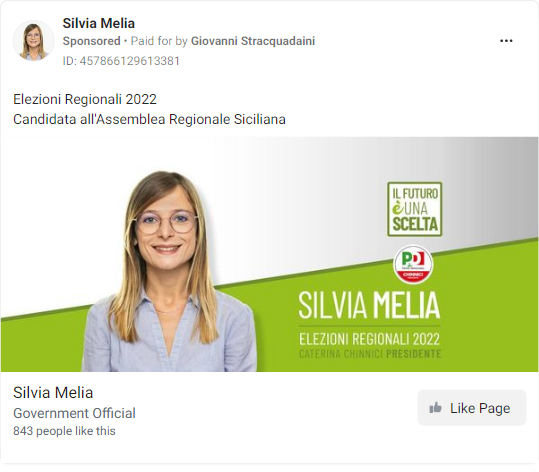 Silvia Melia
Sponsored • Paid for by Giovanni Stracquadaini
ID: 457866129613381
Elezioni Regionali 2022
Candidata all'Assemblea Regionale Siciliana
IL FUTURO
è UNA
SCELTA
PD
CHINNICI
SILVIA MELIA
ELEZIONI REGIONALI 2022
CATERINA CHINNICI PRESIDENTE
Silvia Melia
Government Official
843 people like this
Like Page